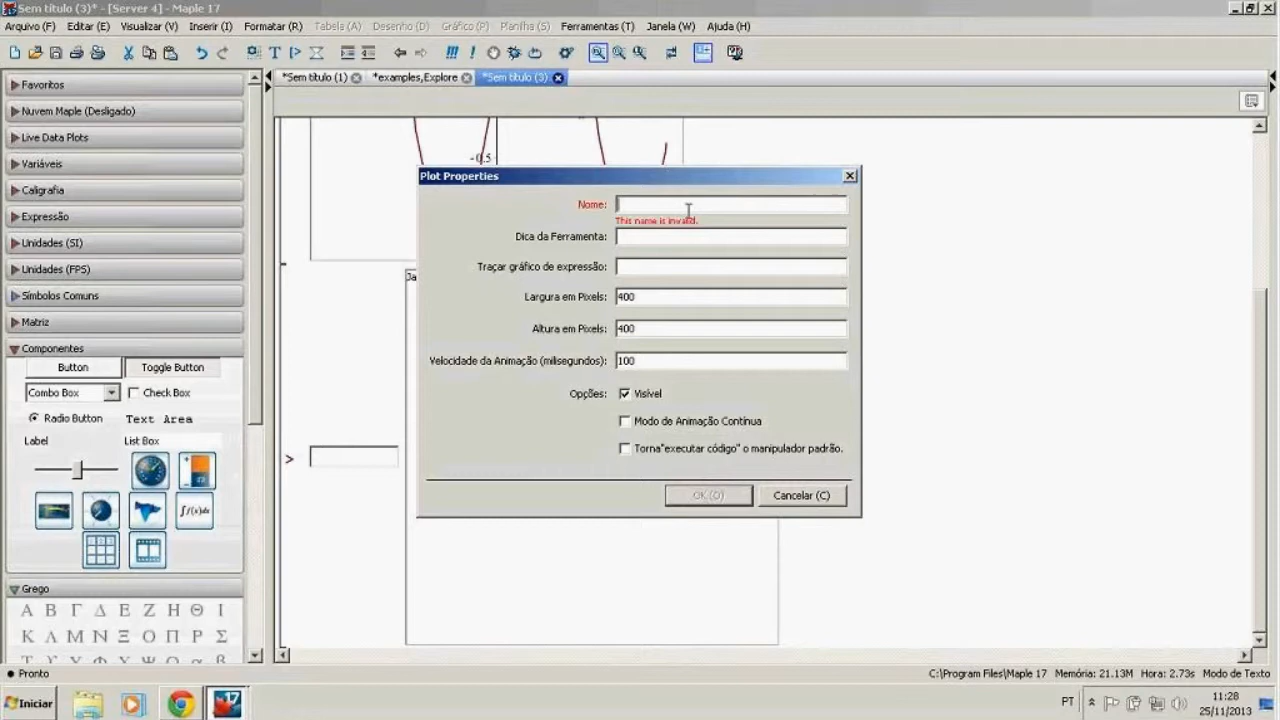 Sem título (3)* - [Server 4] - Maple 17
Arquivo (F) Editar (E) Visualizar (V) Inserir (I) Formatar (R) Tabela (A) Desenho (D) Gráfico (P) Planilha (S) Ferramentas (T) Janela (W) Ajuda (H)
*Sem título (1) *examples,Explore *Sem título (3)
Favoritos
Nuvem Maple (Desligado)
Live Data Plots
Variáveis
Caligrafia
Expressão
Unidades (SI)
Unidades (FPS)
Símbolos Comuns
Matriz
Componentes
Button Toggle Button
Combo Box Check Box
Radio Button Text Area
Label List Box
∫f(x)dx
Grego
Α Β Γ Δ Ε Ζ Η Θ Ι
Κ Λ Μ Ν Ξ Ο Π Ρ Σ
-0.5
Ja
>
Plot Properties
Nome:
This name is invalid.
Dica da Ferramenta:
Traçar gráfico de expressão:
Largura em Pixels: 400
Altura em Pixels: 400
Velocidade da Animação (milisegundos): 100
Opções: Visível
Modo de Animação Contínua
Torna"executar código" o manipulador padrão.
OK (O) Cancelar (C)
Pronto
C:\Program Files\Maple 17 Memória: 21.13M Hora: 2.73s Modo de Texto
Iniciar
17
PT
11:28
25/11/2013